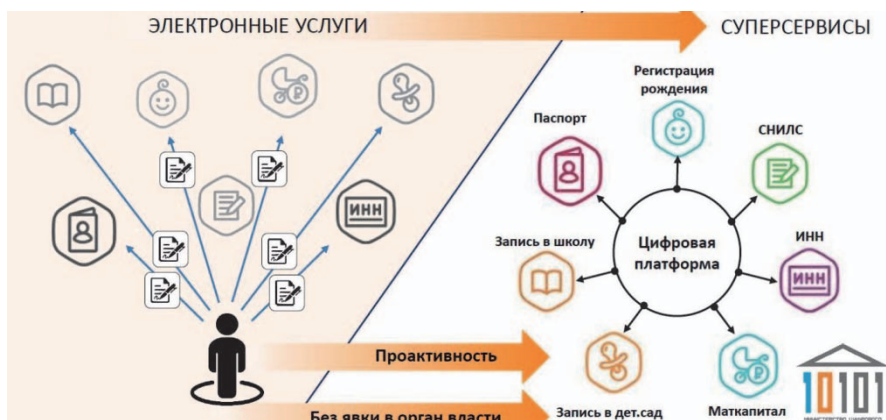 ЭЛЕКТРОННЫЕ УСЛУГИ
СУПЕРСЕРВИСЫ
Регистрация
рождения
Паспорт
СНИЛС
ИНН
Запись в школу
Цифровая
платформа
ИНН
ИНН
Проактивность
Без явки в орган власти
Запись в дет.сад
Маткапитал
10101